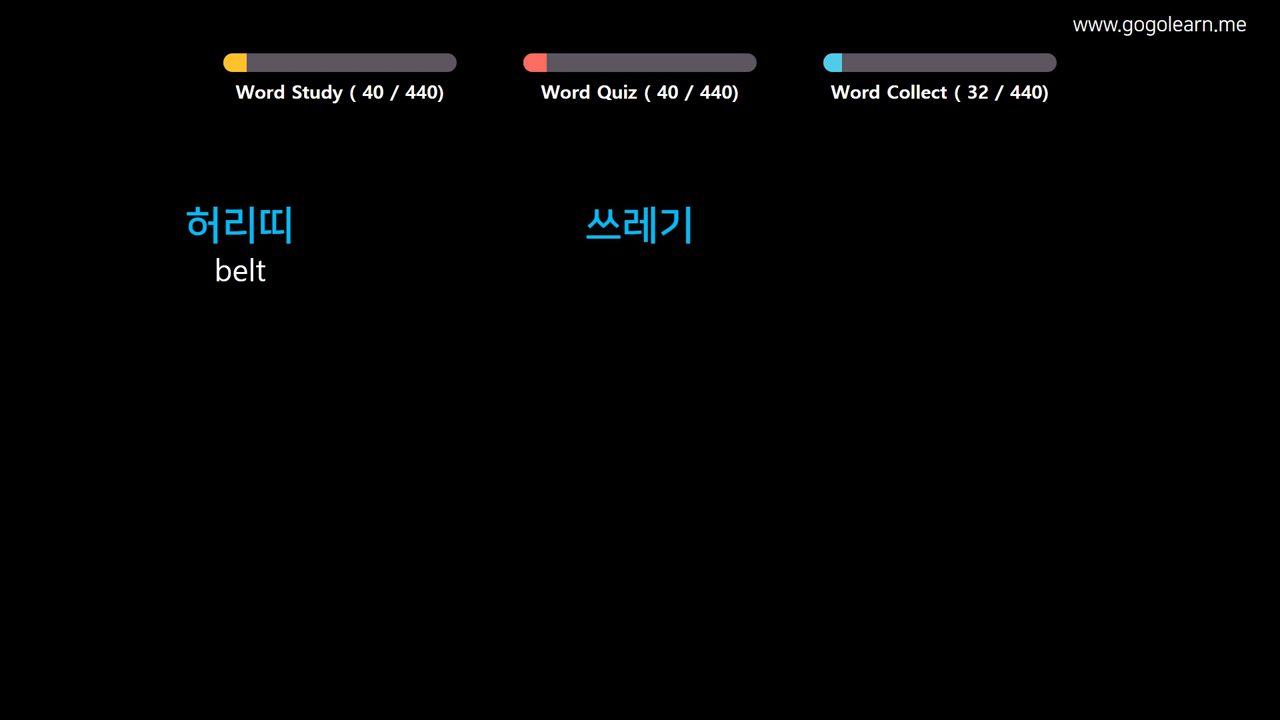 www.gogolearn.me
Word Study ( 40 / 440)
Word Quiz ( 40 / 440)
Word Collect ( 32 / 440)
허리띠
쓰레기
belt